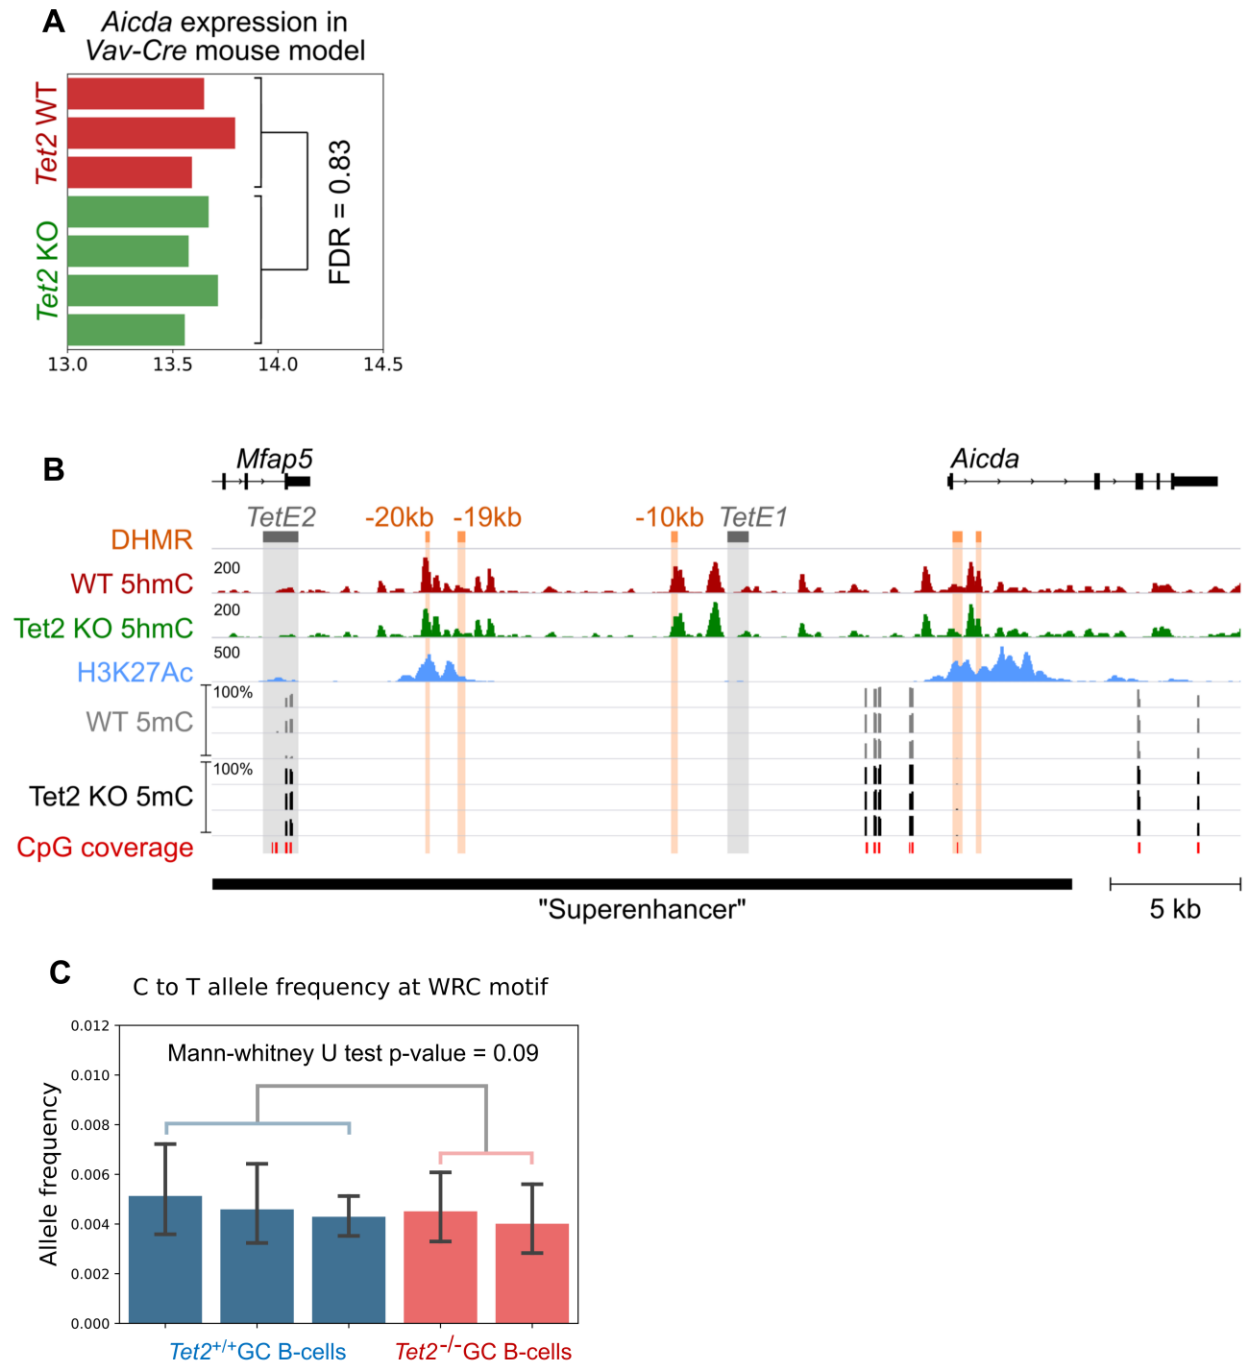 A
Aicda expression in
Vav-Cre mouse model
Tet2 WT
Tet2 KO
FDR = 0.83
13.0 13.5 14.0 14.5
B
Mfap5 Aicda
TetE2 -20kb -19kb -10kb TetE1
DHMR
WT 5hmC 200
Tet2 KO 5hmC 200
H3K27Ac 500
WT 5mC 100%
Tet2 KO 5mC 100%
CpG coverage
"Superenhancer" 5 kb
C
C to T allele frequency at WRC motif
Mann-whitney U test p-value = 0.09
Allele frequency
0.012
0.010
0.008
0.006
0.004
0.002
0.000
Tet2+/+GC B-cells Tet2-/-GC B-cells